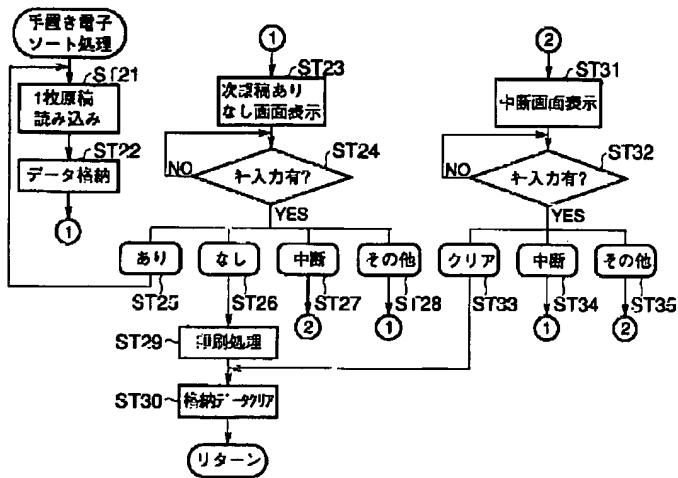 手置き電子
ソート処理
ST21
1枚原稿
読み込み
ST22
データ格納
①
①
ST23
次原稿あり
なし画面表示
ST24
NO
キー入力有?
YES
あり
なし
中断
その他
ST25
ST26
ST27
ST28
②
①
ST29
印刷処理
ST30
格納データクリア
リターン
②
ST31
中断画面表示
ST32
NO
キー入力有?
YES
クリア
中断
その他
ST33
ST34
ST35
①
②